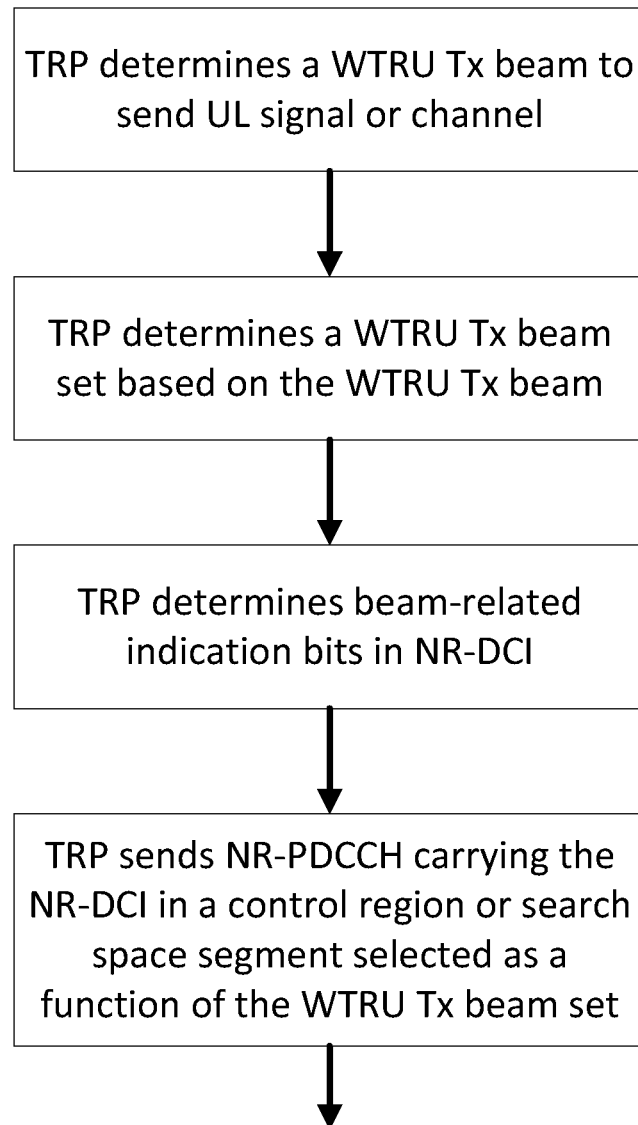 TRP determines a WTRU Tx beam to
send UL signal or channel
TRP determines a WTRU Tx beam
set based on the WTRU Tx beam
TRP determines beam-related
indication bits in NR-DCI
TRP sends NR-PDCCH carrying the
NR-DCI in a control region or search
space segment selected as a
function of the WTRU Tx beam set